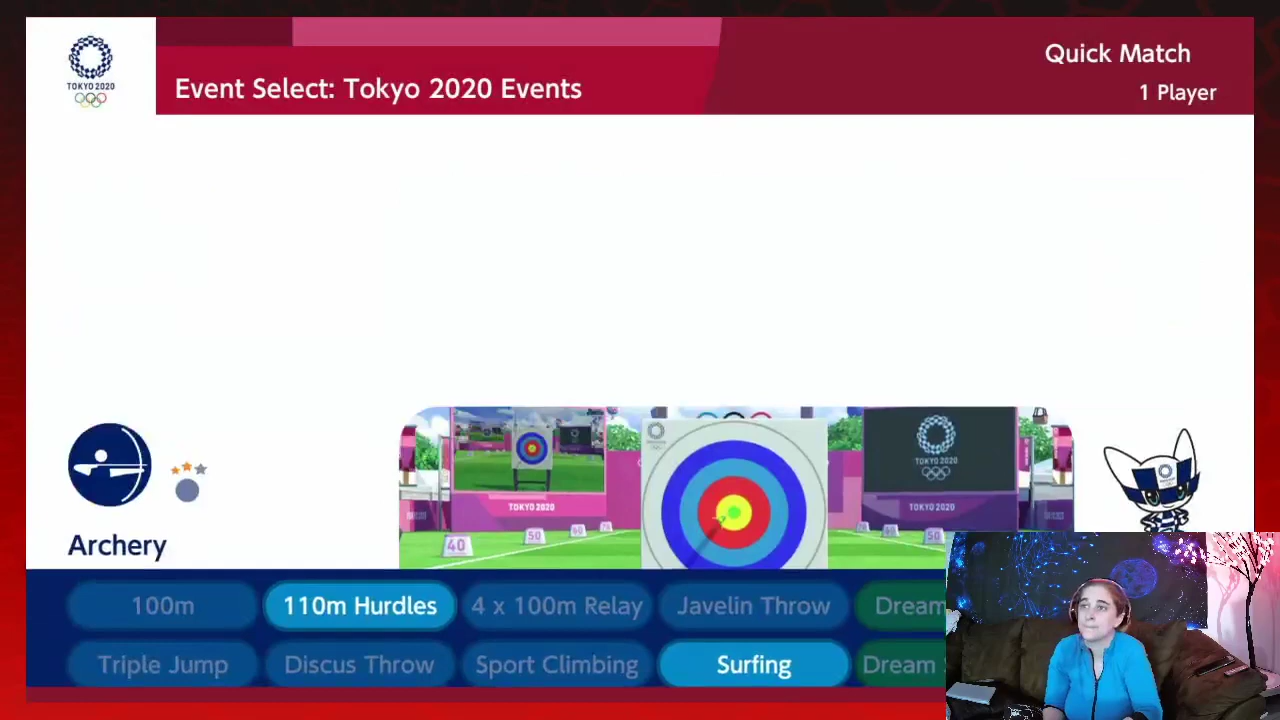 TOKYO 2020
Event Select: Tokyo 2020 Events
Quick Match
1 Player
Archery
TOKYO 2020
TOKYO 2020
TOKYO 2020
40
50
60
50
100m
110m Hurdles
4 x 100m Relay
Javelin Throw
Dream
Triple Jump
Discus Throw
Sport Climbing
Surfing
Dream